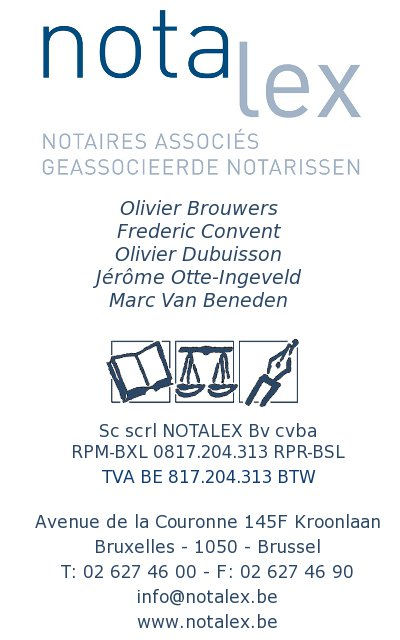 nota
lex
NOTAIRES ASSOCIÉS
GEASSOCIEERDE NOTARISSEN
Olivier Brouwers
Frederic Convent
Olivier Dubuisson
Jérôme Otte-Ingeveld
Marc Van Beneden
Sc scrl NOTALEX Bv cvba
RPM-BXL 0817.204.313 RPR-BSL
TVA BE 817.204.313 BTW
Avenue de la Couronne 145F Kroonlaan
Bruxelles - 1050 - Brussel
T: 02 627 46 00 - F: 02 627 46 90
info@notalex.be
www.notalex.be